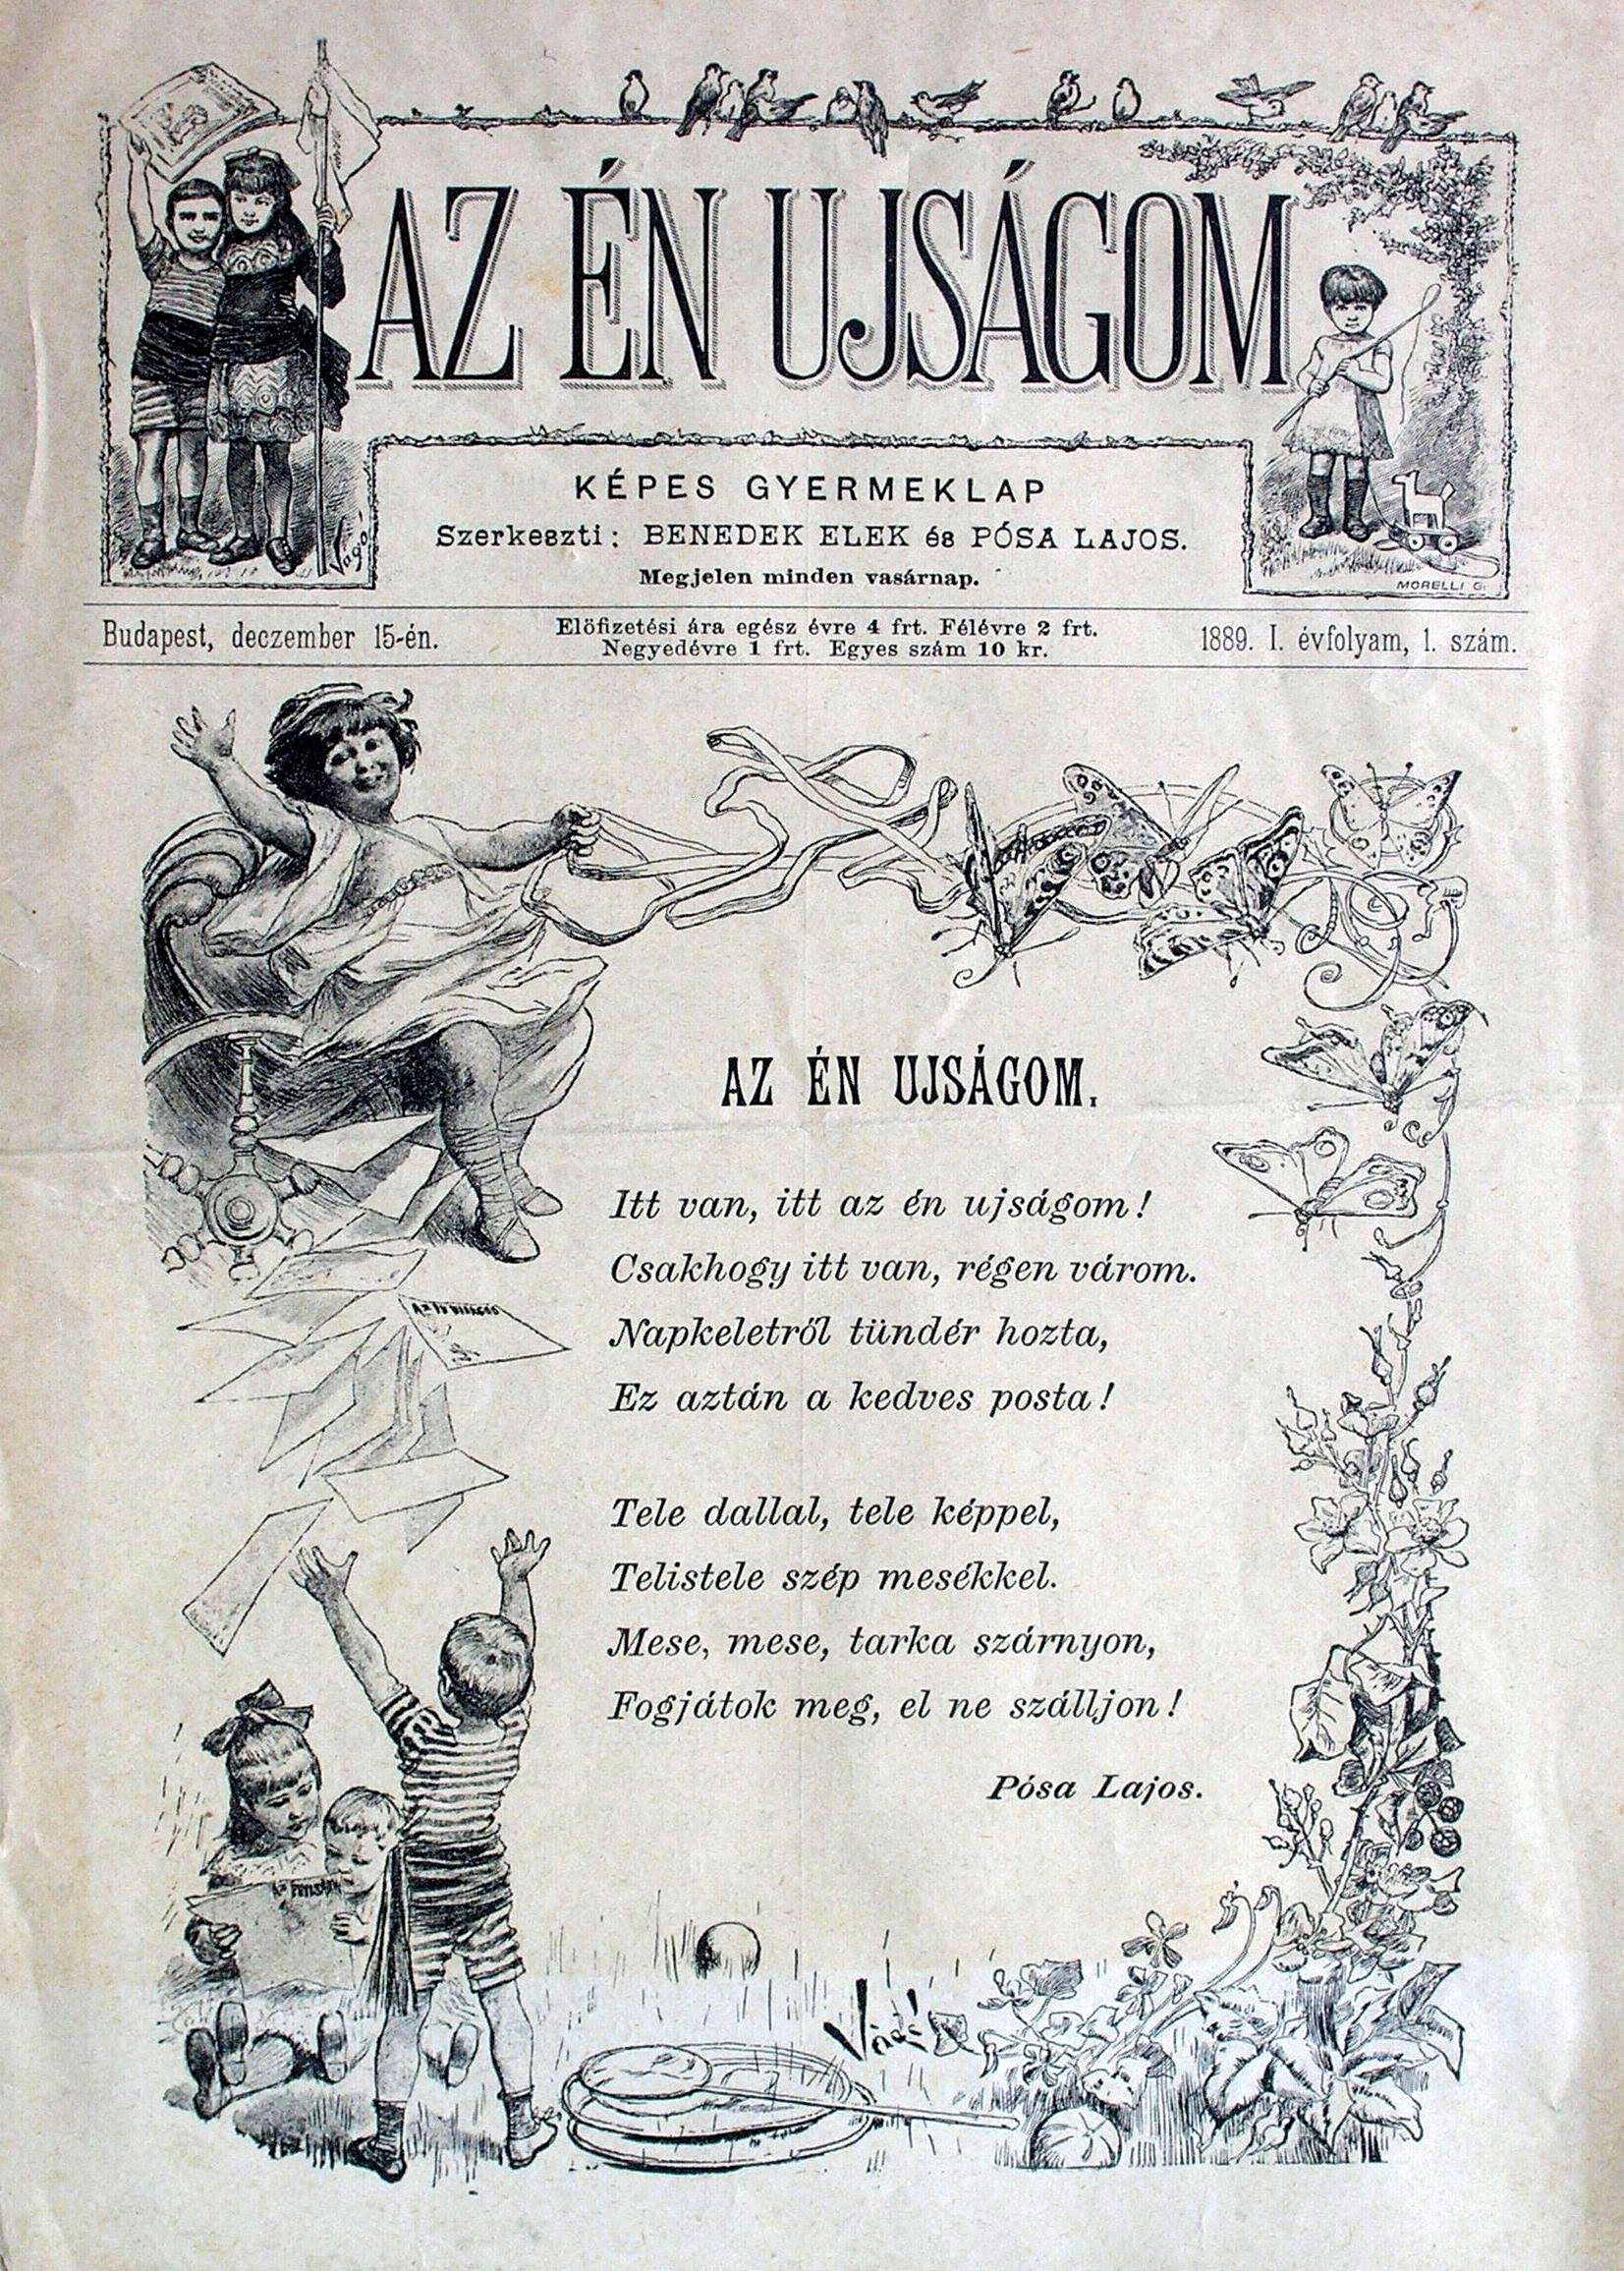 AZ ÉN UJSÁGOM
KÉPES GYERMEKLAP
Szerkeszti: BENEDEK ELEK és PÓSA LAJOS.
Megjelen minden vasárnap.
Vágó
MORELLI G.
Budapest, deczember 15-én.
Előfizetési ára egész évre 4 frt. Félévre 2 frt.
Negyedévre 1 frt. Egyes szám 10 kr.
1889. I. évfolyam, 1. szám.
AZ ÉN UJSÁGOM.
Itt van, itt az én ujságom!
Csakhogy itt van, régen várom.
Napkeletről tündér hozta,
Ez aztán a kedves posta!
Tele dallal, tele képpel,
Telistele szép mesékkel.
Mese, mese, tarka szárnyon,
Fogjátok meg, el ne szálljon!
Pósa Lajos.